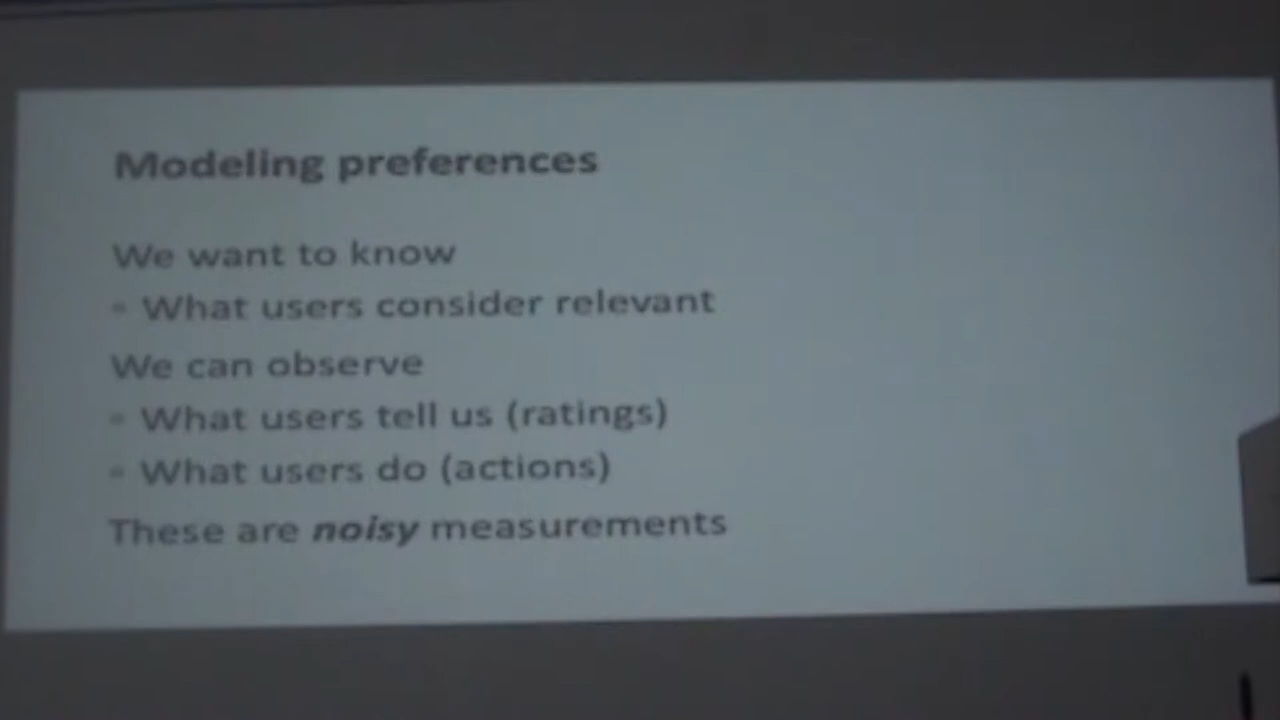 Modeling preferences
We want to know
• What users consider relevant
We can observe
• What users tell us (ratings)
• What users do (actions)
These are noisy measurements